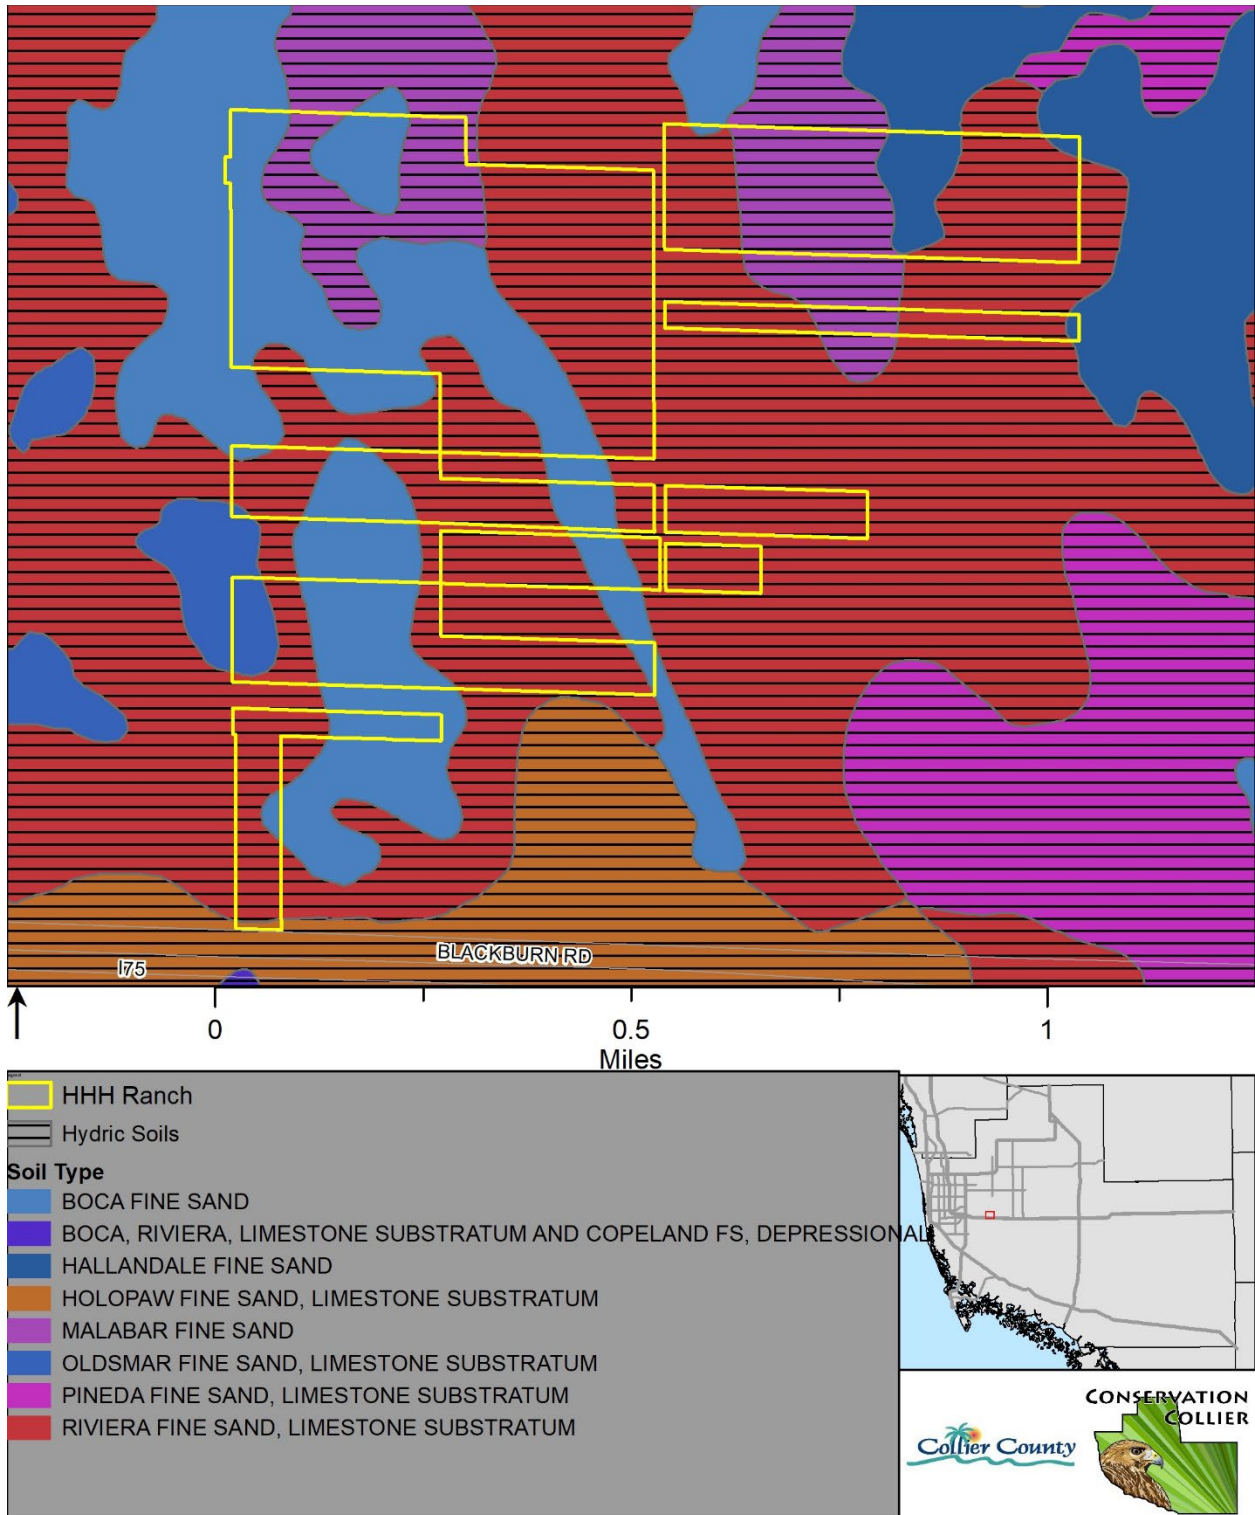 BLACKBURN RD
I75
0
0.5
1
Miles
HHH Ranch
Hydric Soils
Soil Type
BOCA FINE SAND
BOCA, RIVIERA, LIMESTONE SUBSTRATUM AND COPELAND FS, DEPRESSIONAL
HALLANDALE FINE SAND
HOLOPAW FINE SAND, LIMESTONE SUBSTRATUM
MALABAR FINE SAND
OLDSMAR FINE SAND, LIMESTONE SUBSTRATUM
PINEDA FINE SAND, LIMESTONE SUBSTRATUM
RIVIERA FINE SAND, LIMESTONE SUBSTRATUM
CONSERVATION
COLLIER
Collier County